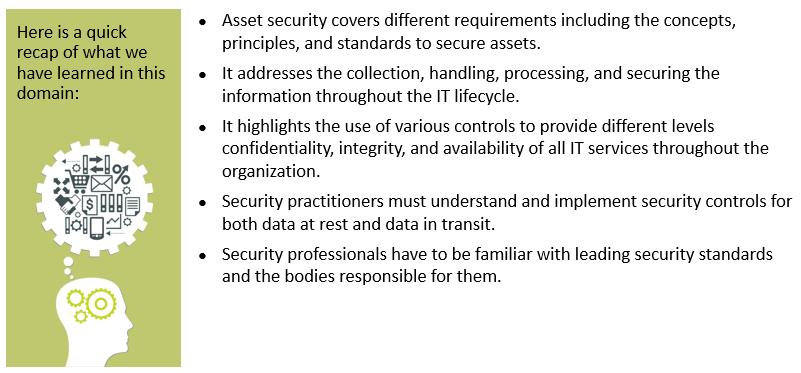 Here is a quick
recap of what we
have learned in this
domain:
• Asset security covers different requirements including the concepts,
principles, and standards to secure assets.
• It addresses the collection, handling, processing, and securing the
information throughout the IT lifecycle.
• It highlights the use of various controls to provide different levels
confidentiality, integrity, and availability of all IT services throughout the
organization.
• Security practitioners must understand and implement security controls for
both data at rest and data in transit.
• Security professionals have to be familiar with leading security standards
and the bodies responsible for them.